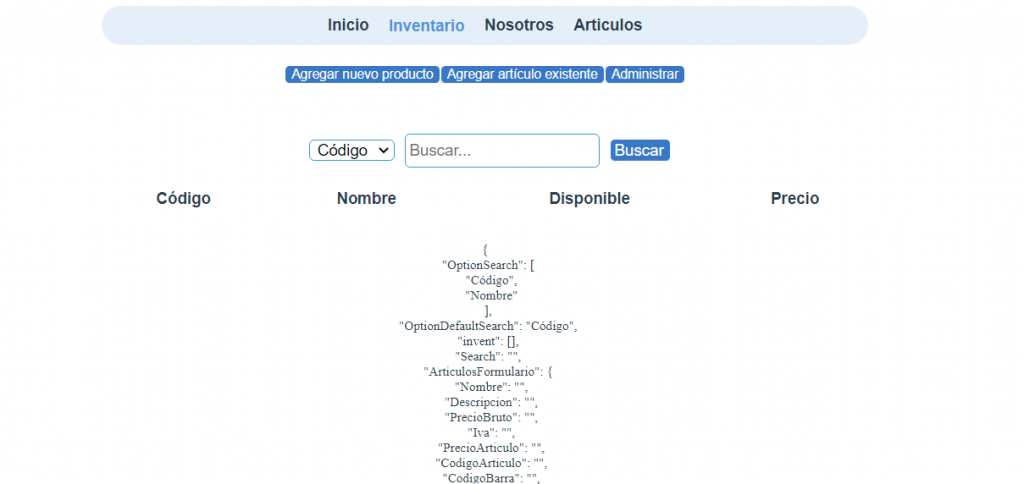 Inicio Inventario Nosotros Articulos
Agregar nuevo producto Agregar artículo existente Administrar
Código Buscar... Buscar
Código Nombre Disponible Precio
{
"OptionSearch": [
"Código",
"Nombre"
],
"OptionDefaultSearch": "Código",
"invent": [],
"Search": "",
"ArticulosFormulario": {
"Nombre": "",
"Descripcion": "",
"PrecioBruto": "",
"Iva": "",
"PrecioArticulo": "",
"CodigoArticulo": "",
"CodigoBarra": "",